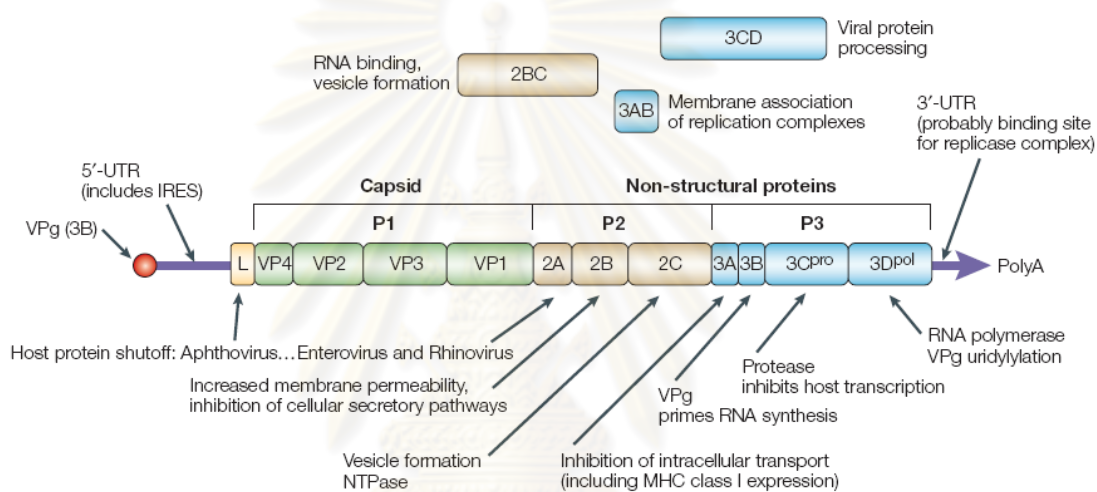 3CD
Viral protein
processing
RNA binding,
vesicle formation
2BC
3AB
Membrane association
of replication complexes
3′-UTR
(probably binding site
for replicase complex)
5′-UTR
(includes IRES)
Capsid
Non-structural proteins
VPg (3B)
P1
P2
P3
L VP4 VP2 VP3 VP1 2A 2B 2C 3A 3B 3Cpro 3Dpol
PolyA
Host protein shutoff: Aphthovirus…Enterovirus and Rhinovirus
Increased membrane permeability,
inhibition of cellular secretory pathways
Vesicle formation
NTPase
Inhibition of intracellular transport
(including MHC class I expression)
VPg
primes RNA synthesis
Protease
inhibits host transcription
RNA polymerase
VPg uridylylation